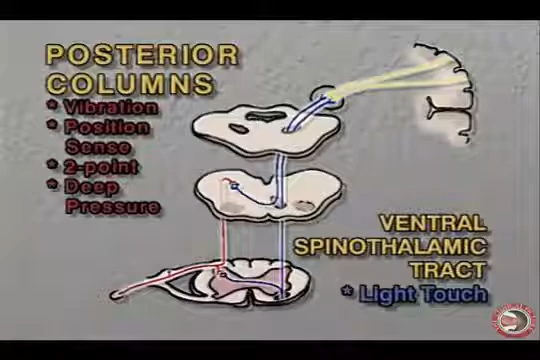 POSTERIOR
COLUMNS
* Vibration
* Position
Sense
* 2-point
* Deep
Pressure
VENTRAL
SPINOTHALAMIC
TRACT
* Light Touch